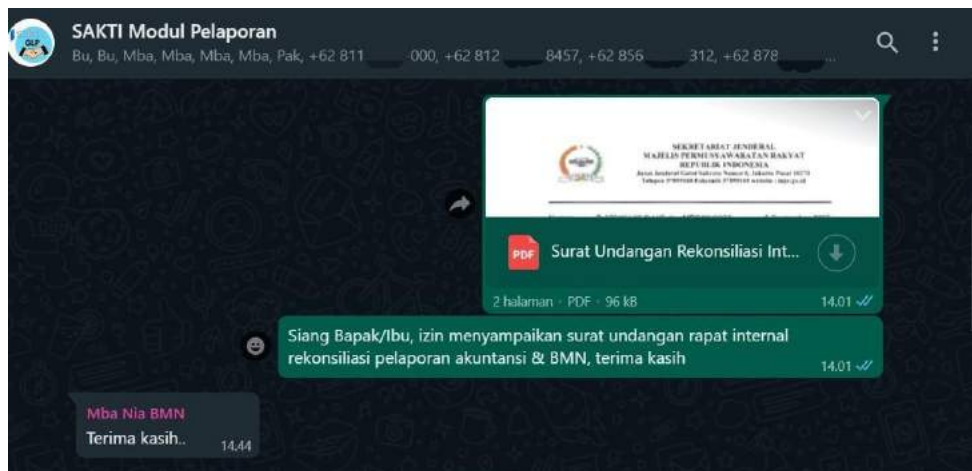 SAKTI Modul Pelaporan
Bu, Bu, Mba, Mba, Mba, Pak, +62 811 -000, +62 812 8457, +62 856 312, +62 878 ...
GLP
SEKRETARIAT JENDERAL
MAJELIS PERMUSYAWARATAN RAKYAT
REPUBLIK INDONESIA
PDF
Surat Undangan Rekonsiliasi Int...
2 halaman · PDF · 96 kB
14.01
Siang Bapak/Ibu, izin menyampaikan surat undangan rapat internal
rekonsiliasi pelaporan akuntansi & BMN, terima kasih
14.01
Mba Nia BMN
Terima kasih..
14.44